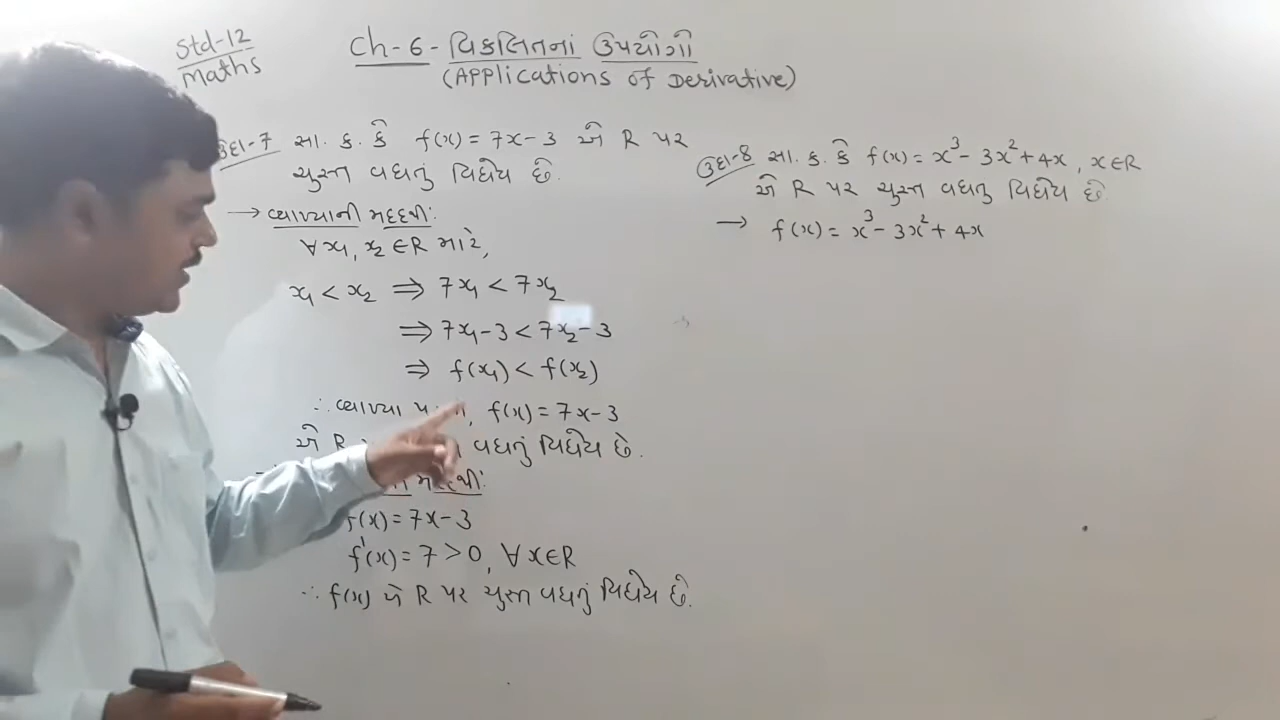 Std-12
Maths
Ch-6-વિકલિતનાં ઉપયોગો
(Applications of Derivative)
ઉદા-7 સા. ક. કે f(x) = 7x-3 એ R પર
ચુસ્ત વધતું વિધેય છે.
→ વ્યાખ્યાની મદદથી:
∀x₁, x₂ ∈R માટે,
x₁ < x₂ ⇒ 7x₁ < 7x₂
⇒ 7x₁-3 < 7x₂-3
⇒ f(x₁) < f(x₂)
∴ વ્યાખ્યા f(x) = 7x-3
એ R વધતું વિધેય છે.
મદદથી:
f(x) = 7x-3
f'(x) = 7 > 0, ∀ x∈R
∴ f(x) એ R પર ચુસ્ત વધતું વિધેય છે.
ઉદા-8 સા. ક. કે f(x) = x³- 3x²+ 4x, x∈R
એ R પર ચુસ્ત વધતુ વિધેય છે.
→ f(x) = x³- 3x²+ 4x